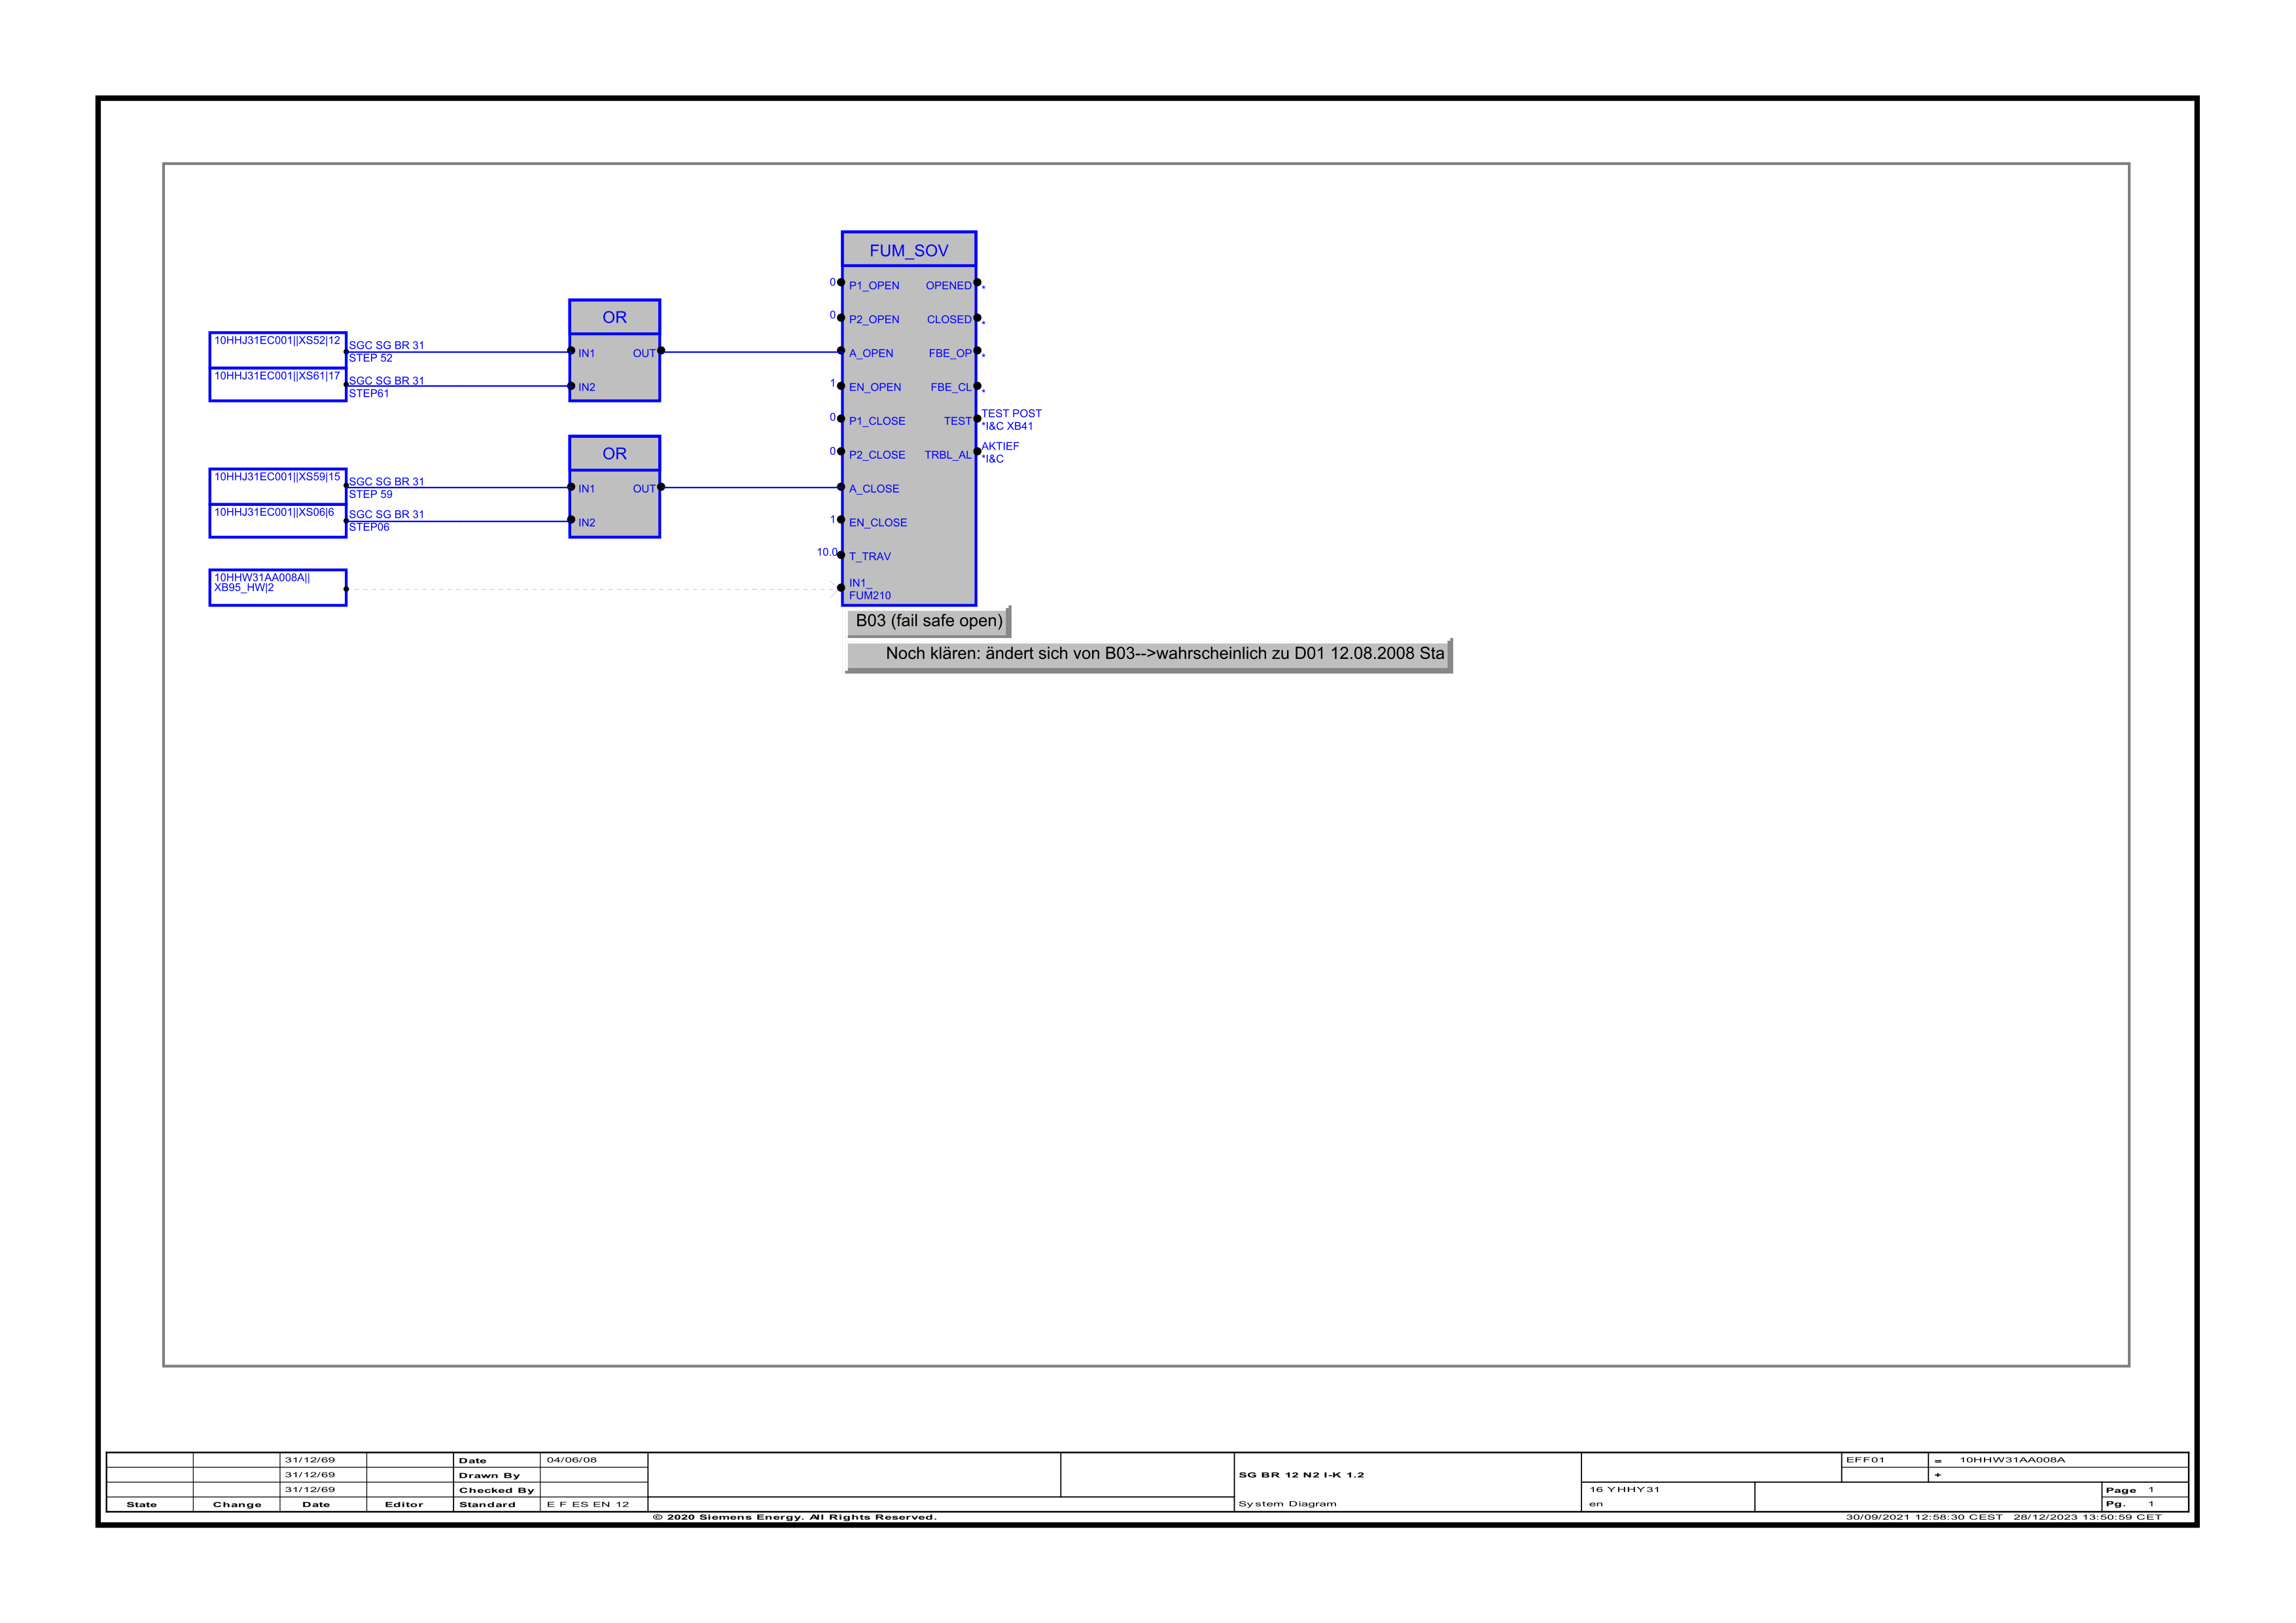 FUM_SOV
0 P1_OPEN OPENED *
0 P2_OPEN CLOSED *
A_OPEN FBE_OP *
1 EN_OPEN FBE_CL *
0 P1_CLOSE TEST TEST POST
*I&C XB41
0 P2_CLOSE TRBL_AL AKTIEF
*I&C
A_CLOSE
1 EN_CLOSE
10.0 T_TRAV
IN1_
FUM210
OR
IN1 OUT
IN2
10HHJ31EC001||XS52|12 SGC SG BR 31
STEP 52
10HHJ31EC001||XS61|17 SGC SG BR 31
STEP61
OR
IN1 OUT
IN2
10HHJ31EC001||XS59|15 SGC SG BR 31
STEP 59
10HHJ31EC001||XS06|6 SGC SG BR 31
STEP06
10HHW31AA008A||
XB95_HW|2
B03 (fail safe open)
Noch klären: ändert sich von B03-->wahrscheinlich zu D01 12.08.2008 Sta
31/12/69 Date 04/06/08
31/12/69 Drawn By
31/12/69 Checked By
State Change Date Editor Standard E F ES EN 12
SG BR 12 N2 I-K 1.2
System Diagram
16 YHHY31
en
EFF01 = 10HHW31AA008A
+
Page 1
Pg. 1
© 2020 Siemens Energy. All Rights Reserved.
30/09/2021 12:58:30 CEST 28/12/2023 13:50:59 CET